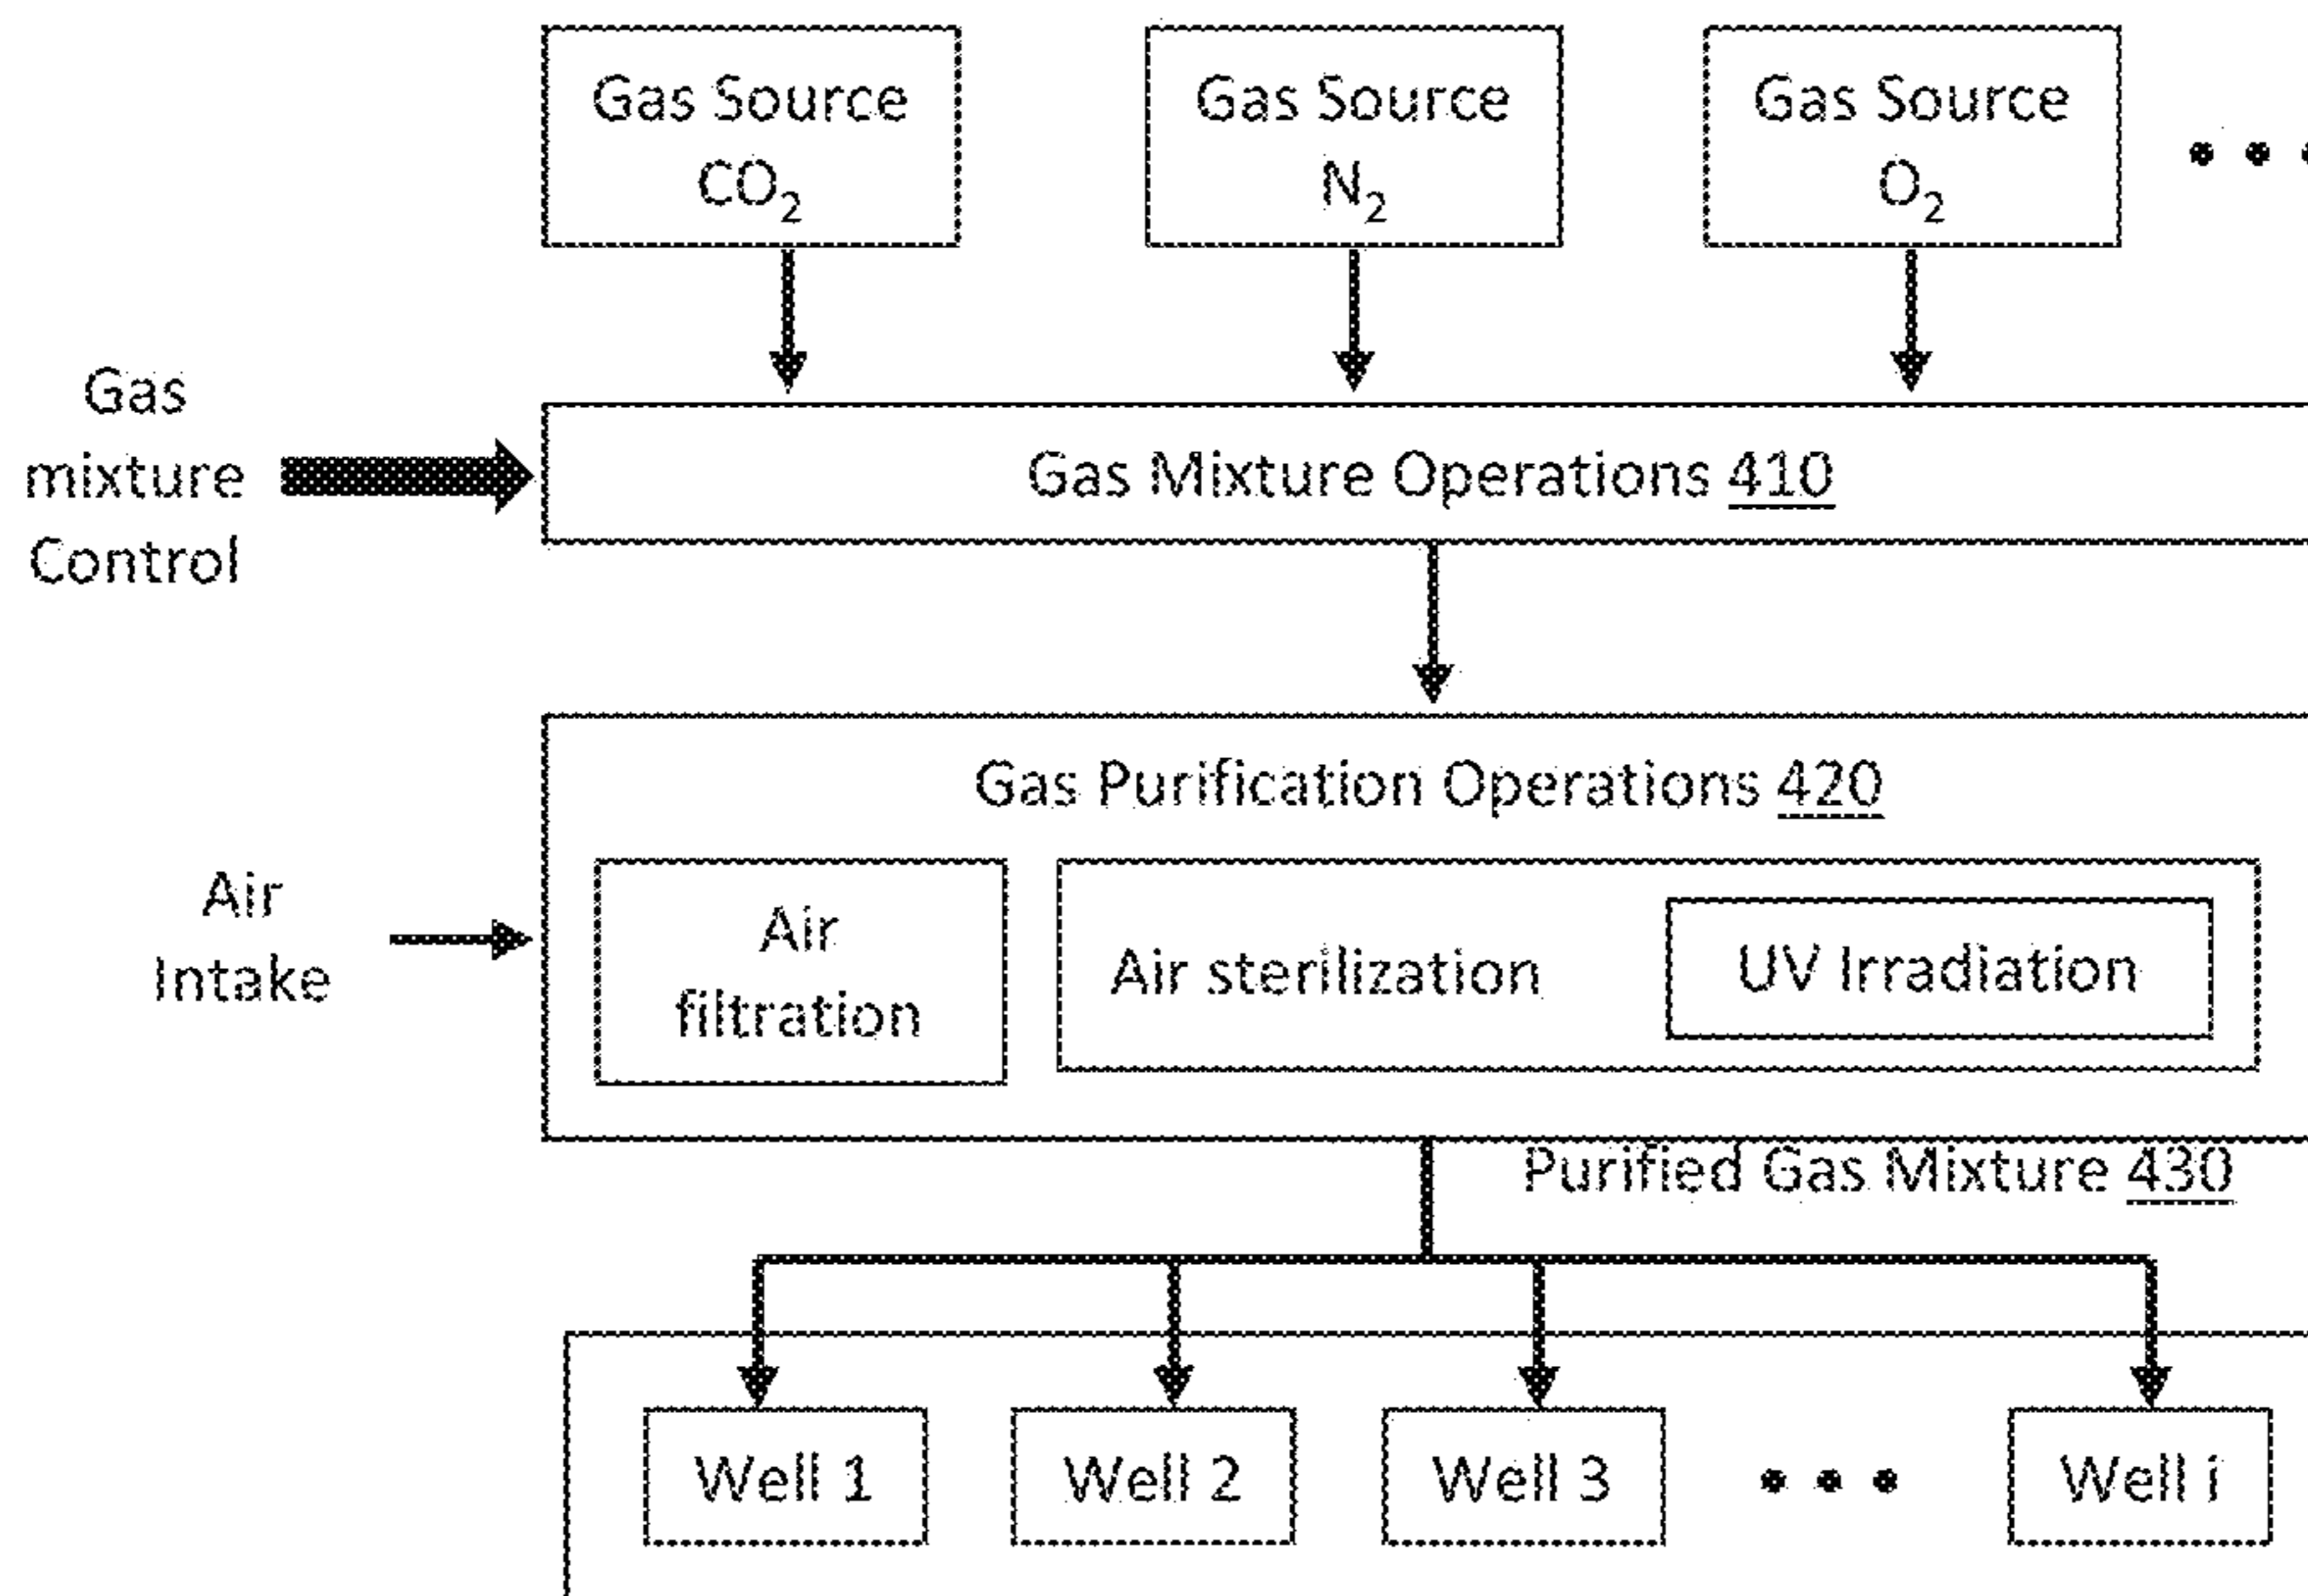 Gas Source
CO₂
Gas Source
N₂
Gas Source
O₂
Gas
mixture
Control
Gas Mixture Operations 410
Gas Purification Operations 420
Air
Intake
Air
filtration
Air sterilization
UV Irradiation
Purified Gas Mixture 430
Well 1
Well 2
Well 3
Well i